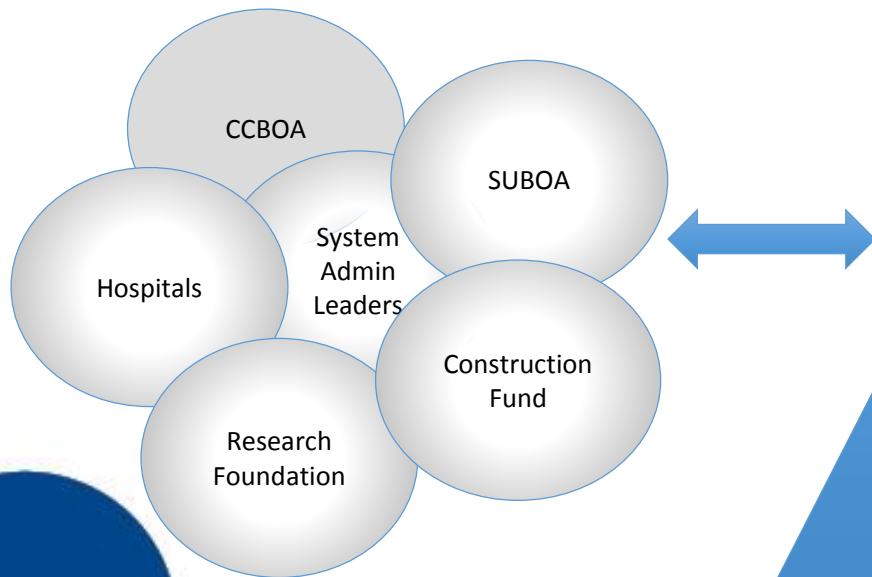 CCBOA
SUBOA
System
Admin
Leaders
Hospitals
Construction
Fund
Research
Foundation